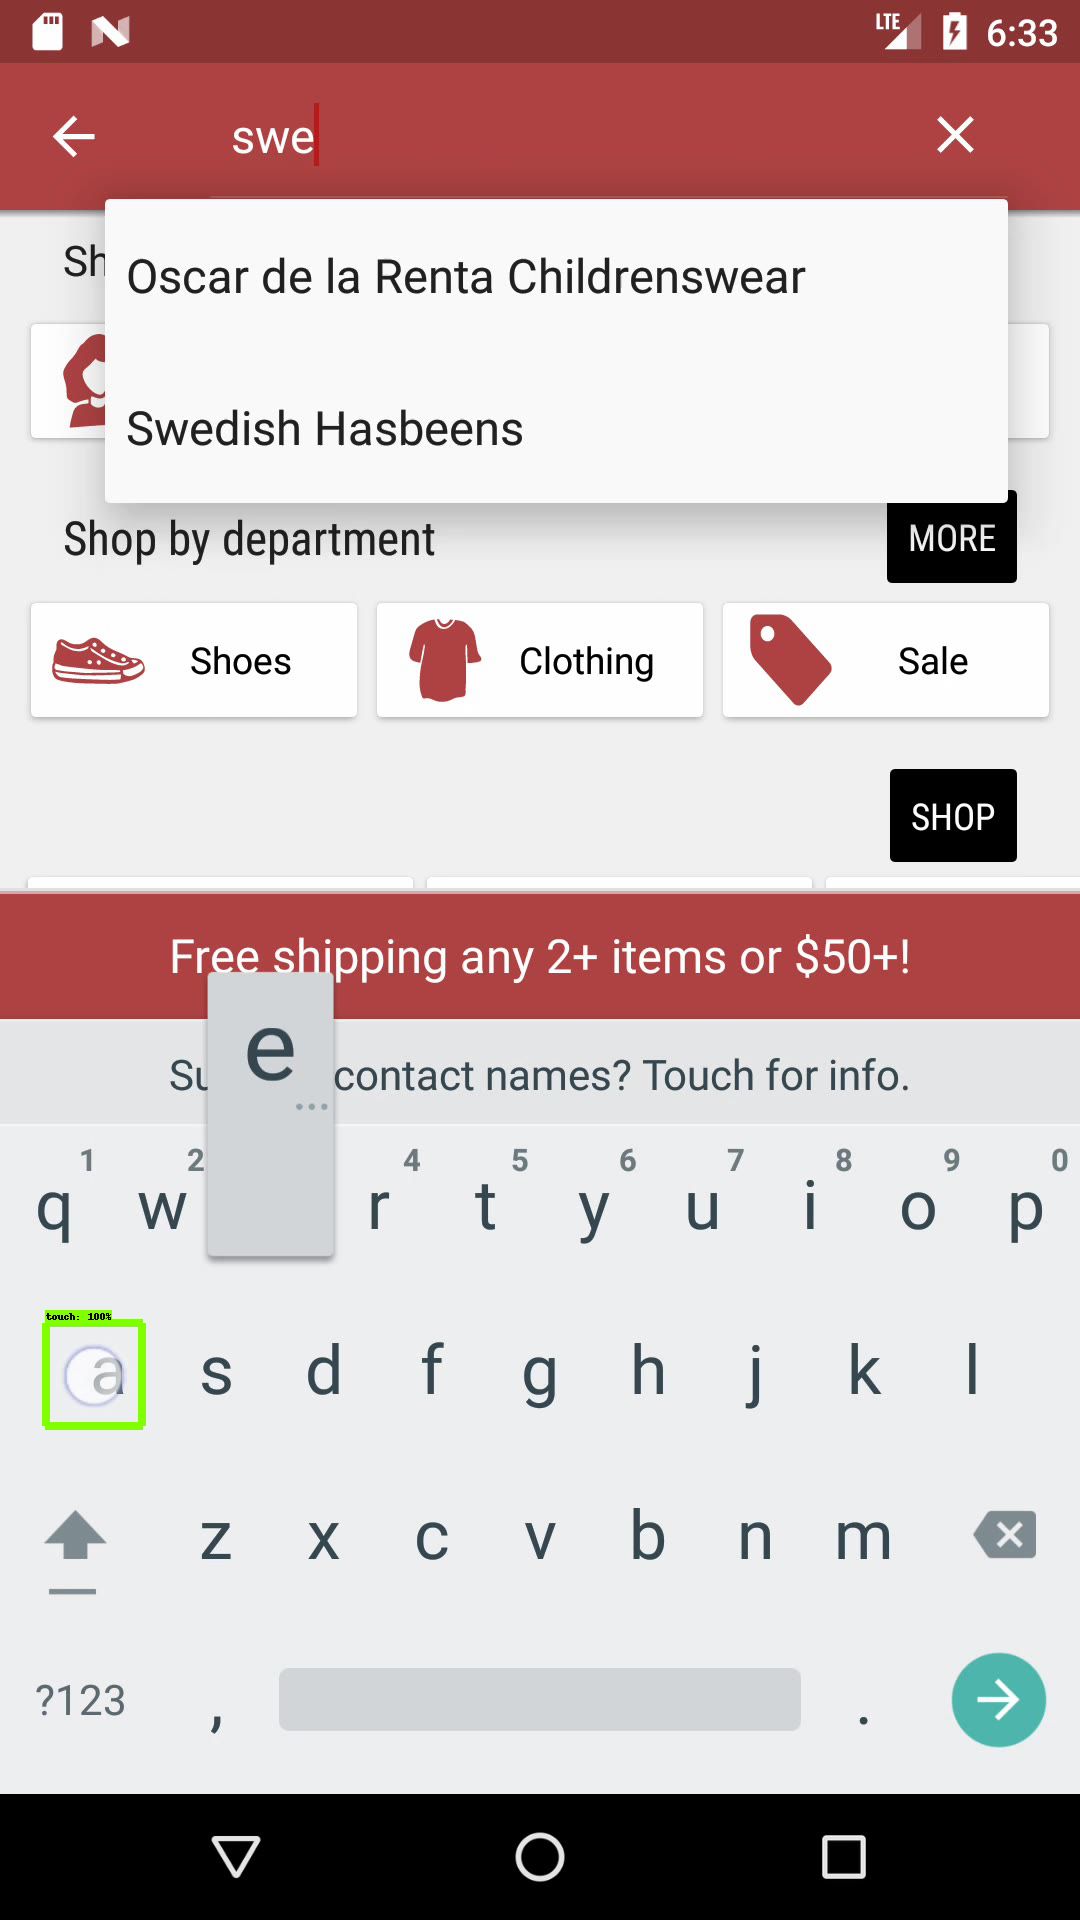 LTE 6:33
swe
Sh
Oscar de la Renta Childrenswear
Swedish Hasbeens
Shop by department
MORE
Shoes
Clothing
Sale
SHOP
Free shipping any 2+ items or $50+!
e
...
Su contact names? Touch for info.
1 2 4 5 6 7 8 9 0
q w r t y u i o p
touch: 100%
a s d f g h j k l
z x c v b n m
?123 , .